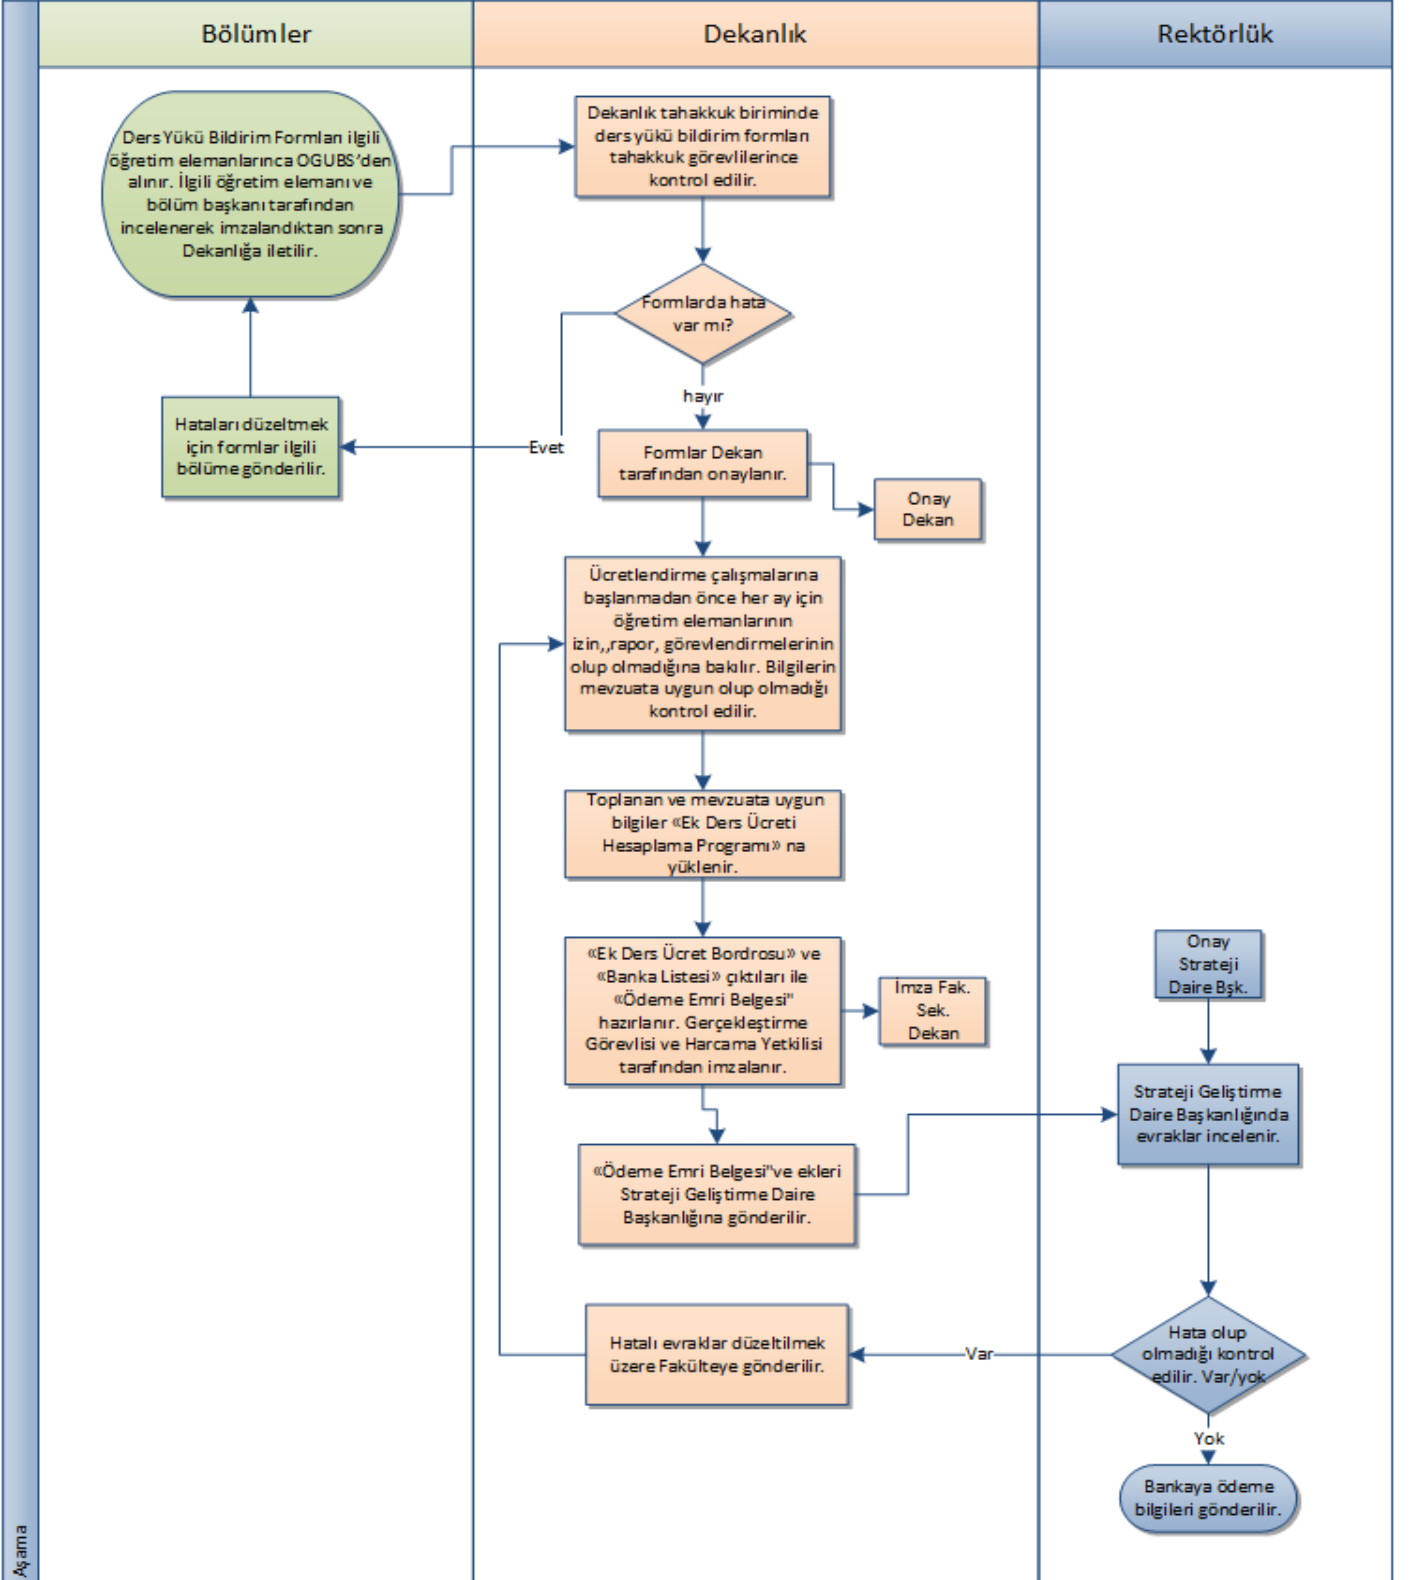 Bölümler
Dekanlık
Rektörlük
Ders Yükü Bildirim Formları ilgili
öğretim elemanlarınca OGUBS'den
alınır. İlgili öğretim elemanı ve
bölüm başkanı tarafından
incelenerek imzalandıktan sonra
Dekanlığa iletilir.
Dekanlık tahakkuk biriminde
ders yükü bildirim formları
tahakkuk görevlilerince
kontrol edilir.
Formlarda hata
var mı?
hayır
Evet
Hataları düzeltmek
için formlar ilgili
bölüme gönderilir.
Formlar Dekan
tarafından onaylanır.
Onay
Dekan
Ücretlendirme çalışmalarına
başlanmadan önce her ay için
öğretim elemanlarının
izin,,rapor, görevlendirmelerinin
olup olmadığına bakılır. Bilgilerin
mevzuata uygun olup olmadığı
kontrol edilir.
Toplanan ve mevzuata uygun
bilgiler «Ek Ders Ücreti
Hesaplama Programı» na
yüklenir.
«Ek Ders Ücret Bordrosu» ve
«Banka Listesi» çıktıları ile
«Ödeme Emri Belgesi"
hazırlanır. Gerçekleştirme
Görevlisi ve Harcama Yetkilisi
tarafından imzalanır.
İmza Fak.
Sek.
Dekan
Onay
Strateji
Daire Bşk.
Strateji Geliştirme
Daire Başkanlığında
evraklar incelenir.
«Ödeme Emri Belgesi"ve ekleri
Strateji Geliştirme Daire
Başkanlığına gönderilir.
Hatalı evraklar düzeltilmek
üzere Fakülteye gönderilir.
Var
Hata olup
olmadığı kontrol
edilir. Var/yok
Yok
Bankaya ödeme
bilgileri gönderilir.
Aşama